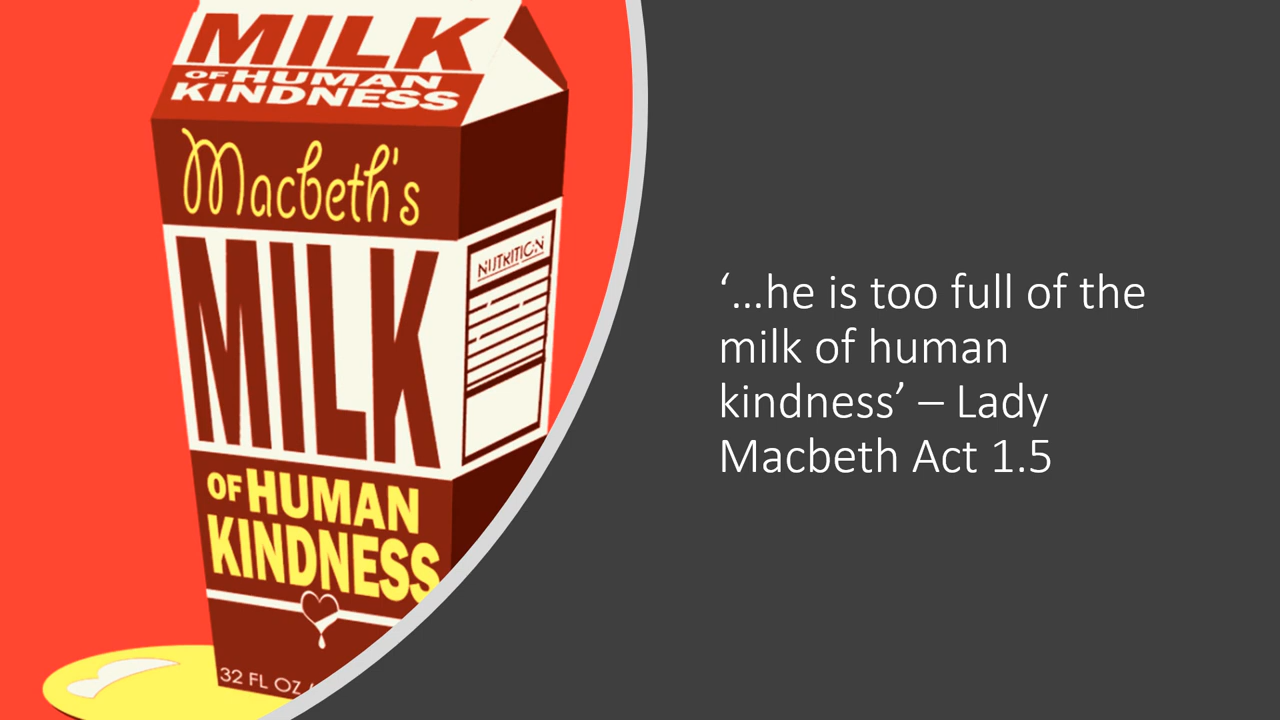 MILK
OF HUMAN
KINDNESS
Macbeth's
MILK
NUTRITION
OF HUMAN
KINDNESS
32 FL OZ
‘…he is too full of the
milk of human
kindness’ – Lady
Macbeth Act 1.5